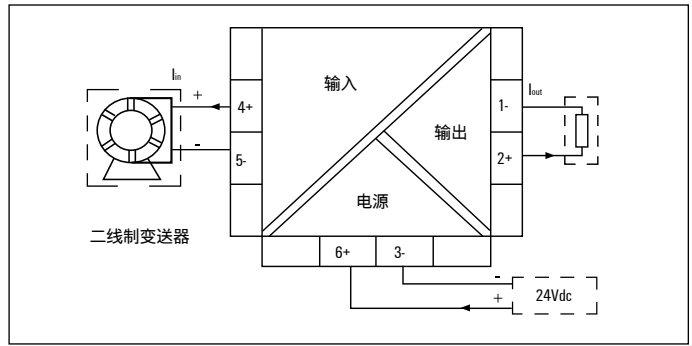 Iin
+
4+
-
5-
二线制变送器
输入
输出
电源
1-
2+
Iout
6+
3-
-
+
24Vdc